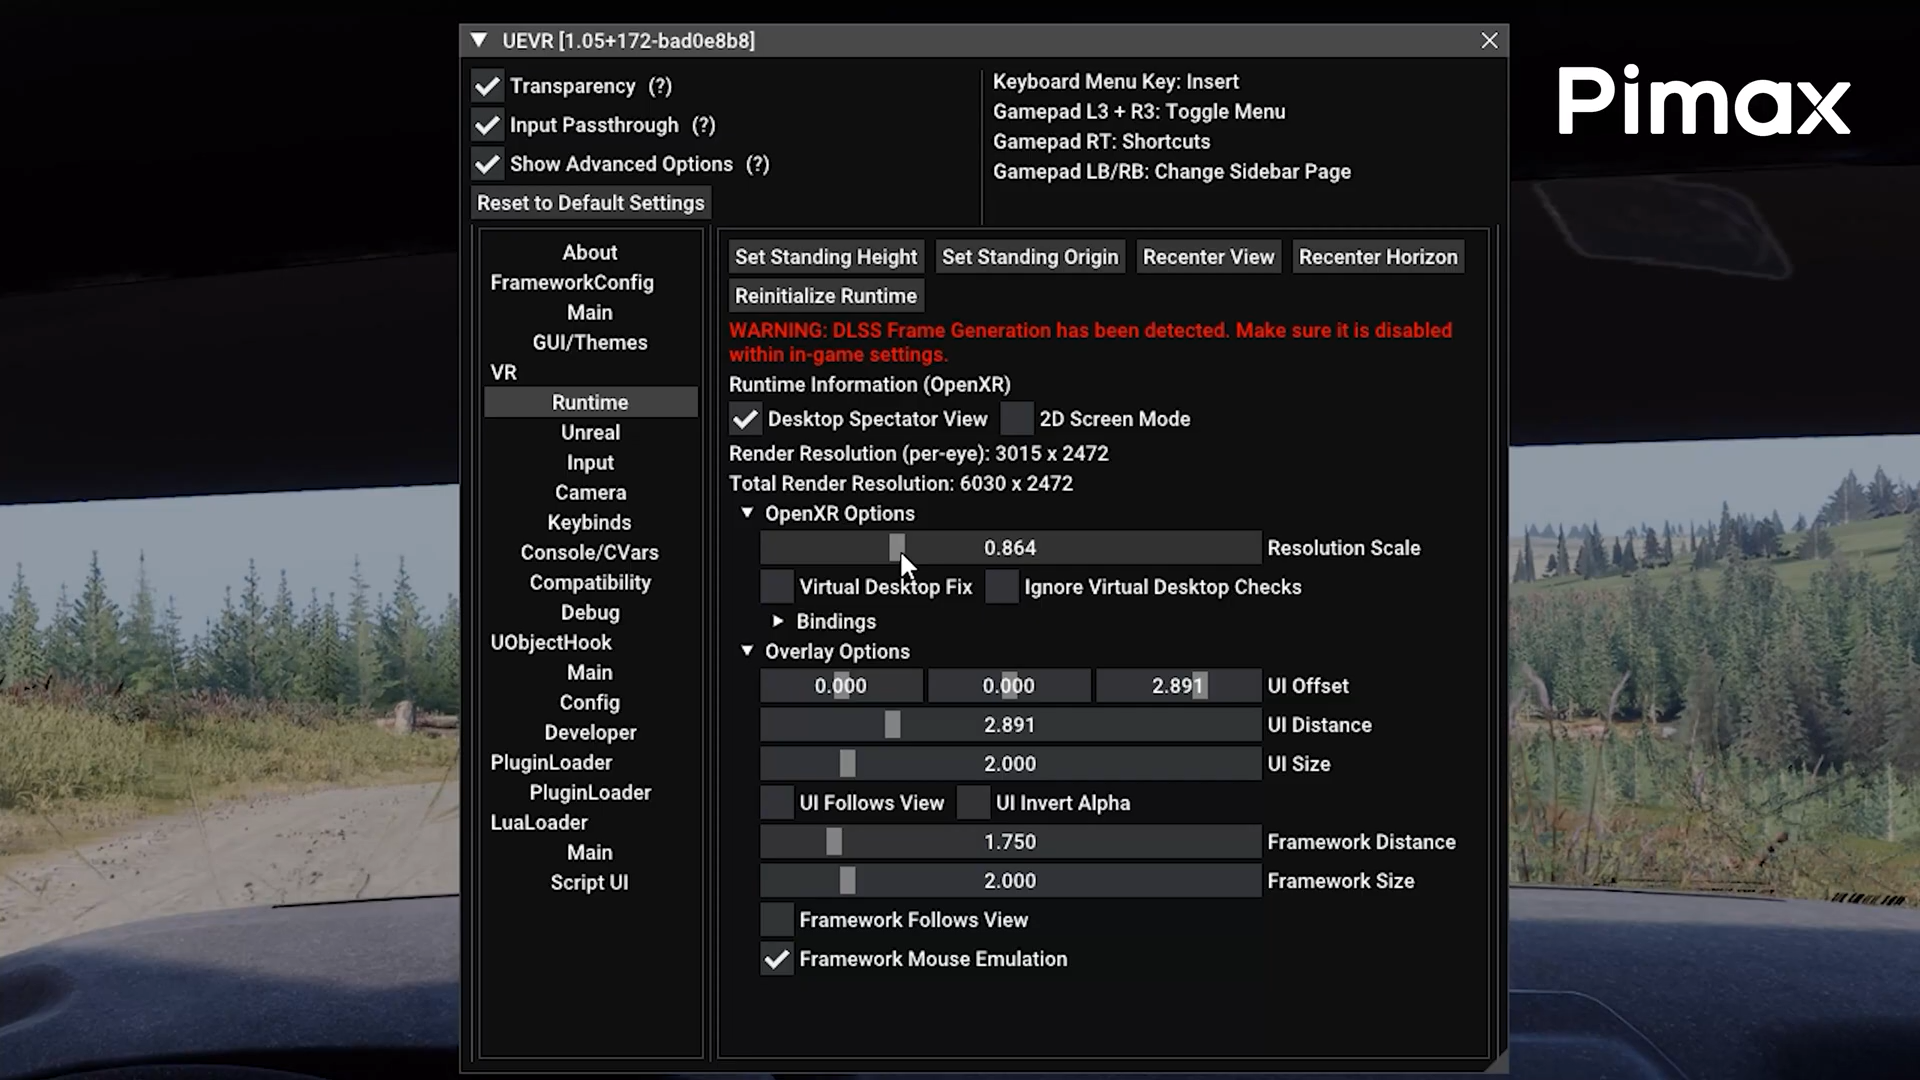 UEVR [1.05+172-bad0e8b8]
Pimax
Transparency (?)
Input Passthrough (?)
Show Advanced Options (?)
Reset to Default Settings
Keyboard Menu Key: Insert
Gamepad L3 + R3: Toggle Menu
Gamepad RT: Shortcuts
Gamepad LB/RB: Change Sidebar Page
About
FrameworkConfig
Main
GUI/Themes
VR
Runtime
Unreal
Input
Camera
Keybinds
Console/CVars
Compatibility
Debug
UObjectHook
Main
Config
Developer
PluginLoader
PluginLoader
LuaLoader
Main
Script UI
Set Standing Height Set Standing Origin Recenter View Recenter Horizon
Reinitialize Runtime
WARNING: DLSS Frame Generation has been detected. Make sure it is disabled
within in-game settings.
Runtime Information (OpenXR)
Desktop Spectator View 2D Screen Mode
Render Resolution (per-eye): 3015 x 2472
Total Render Resolution: 6030 x 2472
OpenXR Options
0.864 Resolution Scale
Virtual Desktop Fix Ignore Virtual Desktop Checks
Bindings
Overlay Options
0.000 0.000 2.891 UI Offset
2.891 UI Distance
2.000 UI Size
UI Follows View UI Invert Alpha
1.750 Framework Distance
2.000 Framework Size
Framework Follows View
Framework Mouse Emulation